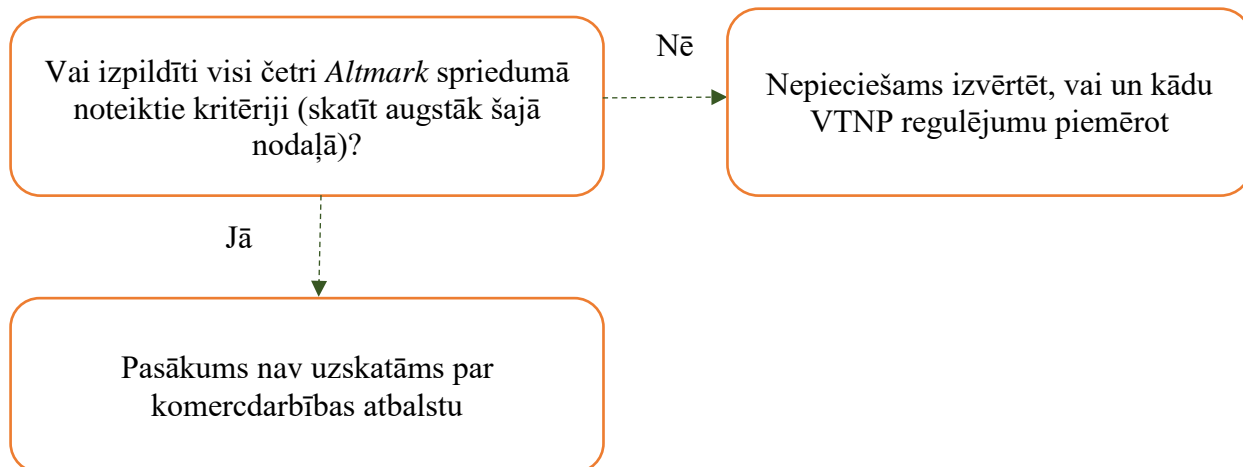 Vai izpildīti visi četri Altmark spriedumā
noteiktie kritēriji (skatīt augstāk šajā
nodaļā)?
Nē
Nepieciešams izvērtēt, vai un kādu
VTNP regulējumu piemērot
Jā
Pasākums nav uzskatāms par
komercdarbības atbalstu